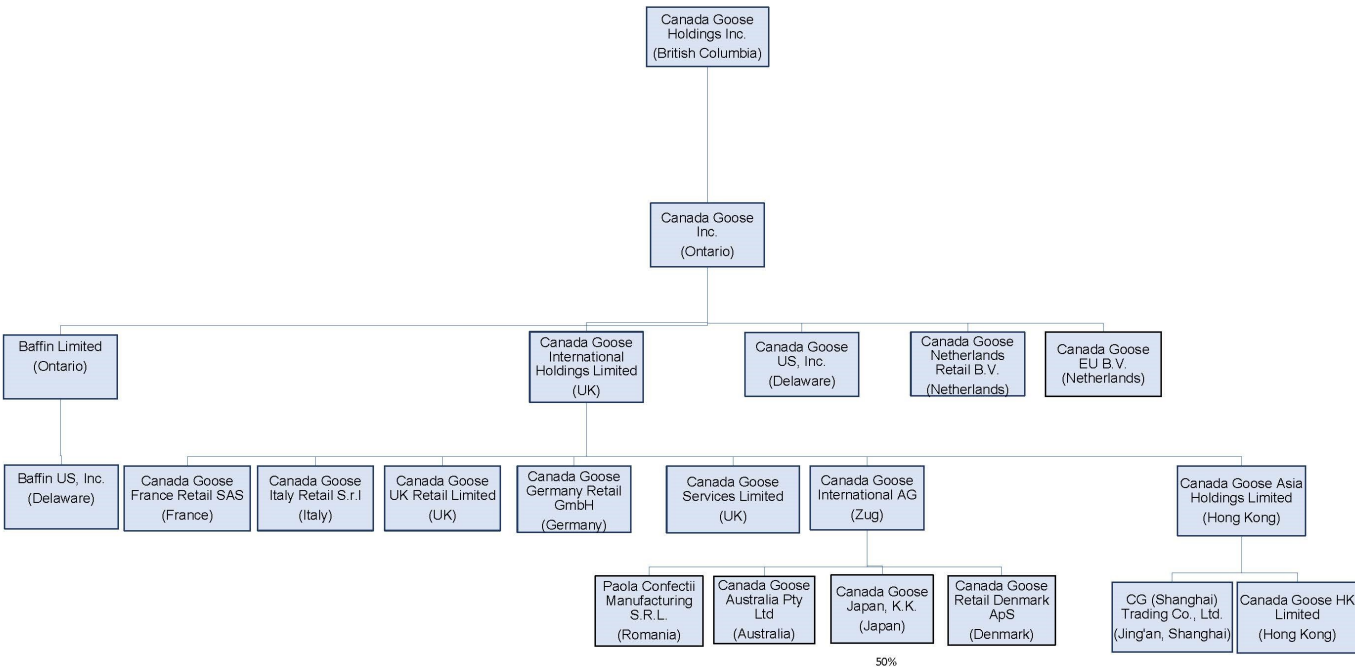 Canada Goose
Holdings Inc.
(British Columbia)
Canada Goose
Inc.
(Ontario)
Baffin Limited
(Ontario)
Canada Goose
International
Holdings Limited
(UK)
Canada Goose
US, Inc.
(Delaware)
Canada Goose
Netherlands
Retail B.V.
(Netherlands)
Canada Goose
EU B.V.
(Netherlands)
Baffin US, Inc.
(Delaware)
Canada Goose
France Retail SAS
(France)
Canada Goose
Italy Retail S.r.l
(Italy)
Canada Goose
UK Retail Limited
(UK)
Canada Goose
Germany Retail
GmbH
(Germany)
Canada Goose
Services Limited
(UK)
Canada Goose
International AG
(Zug)
Canada Goose Asia
Holdings Limited
(Hong Kong)
Paola Confectii
Manufacturing
S.R.L.
(Romania)
Canada Goose
Australia Pty
Ltd
(Australia)
Canada Goose
Japan, K.K.
(Japan)
Canada Goose
Retail Denmark
ApS
(Denmark)
CG (Shanghai)
Trading Co., Ltd.
(Jing'an, Shanghai)
Canada Goose HK
Limited
(Hong Kong)
50%